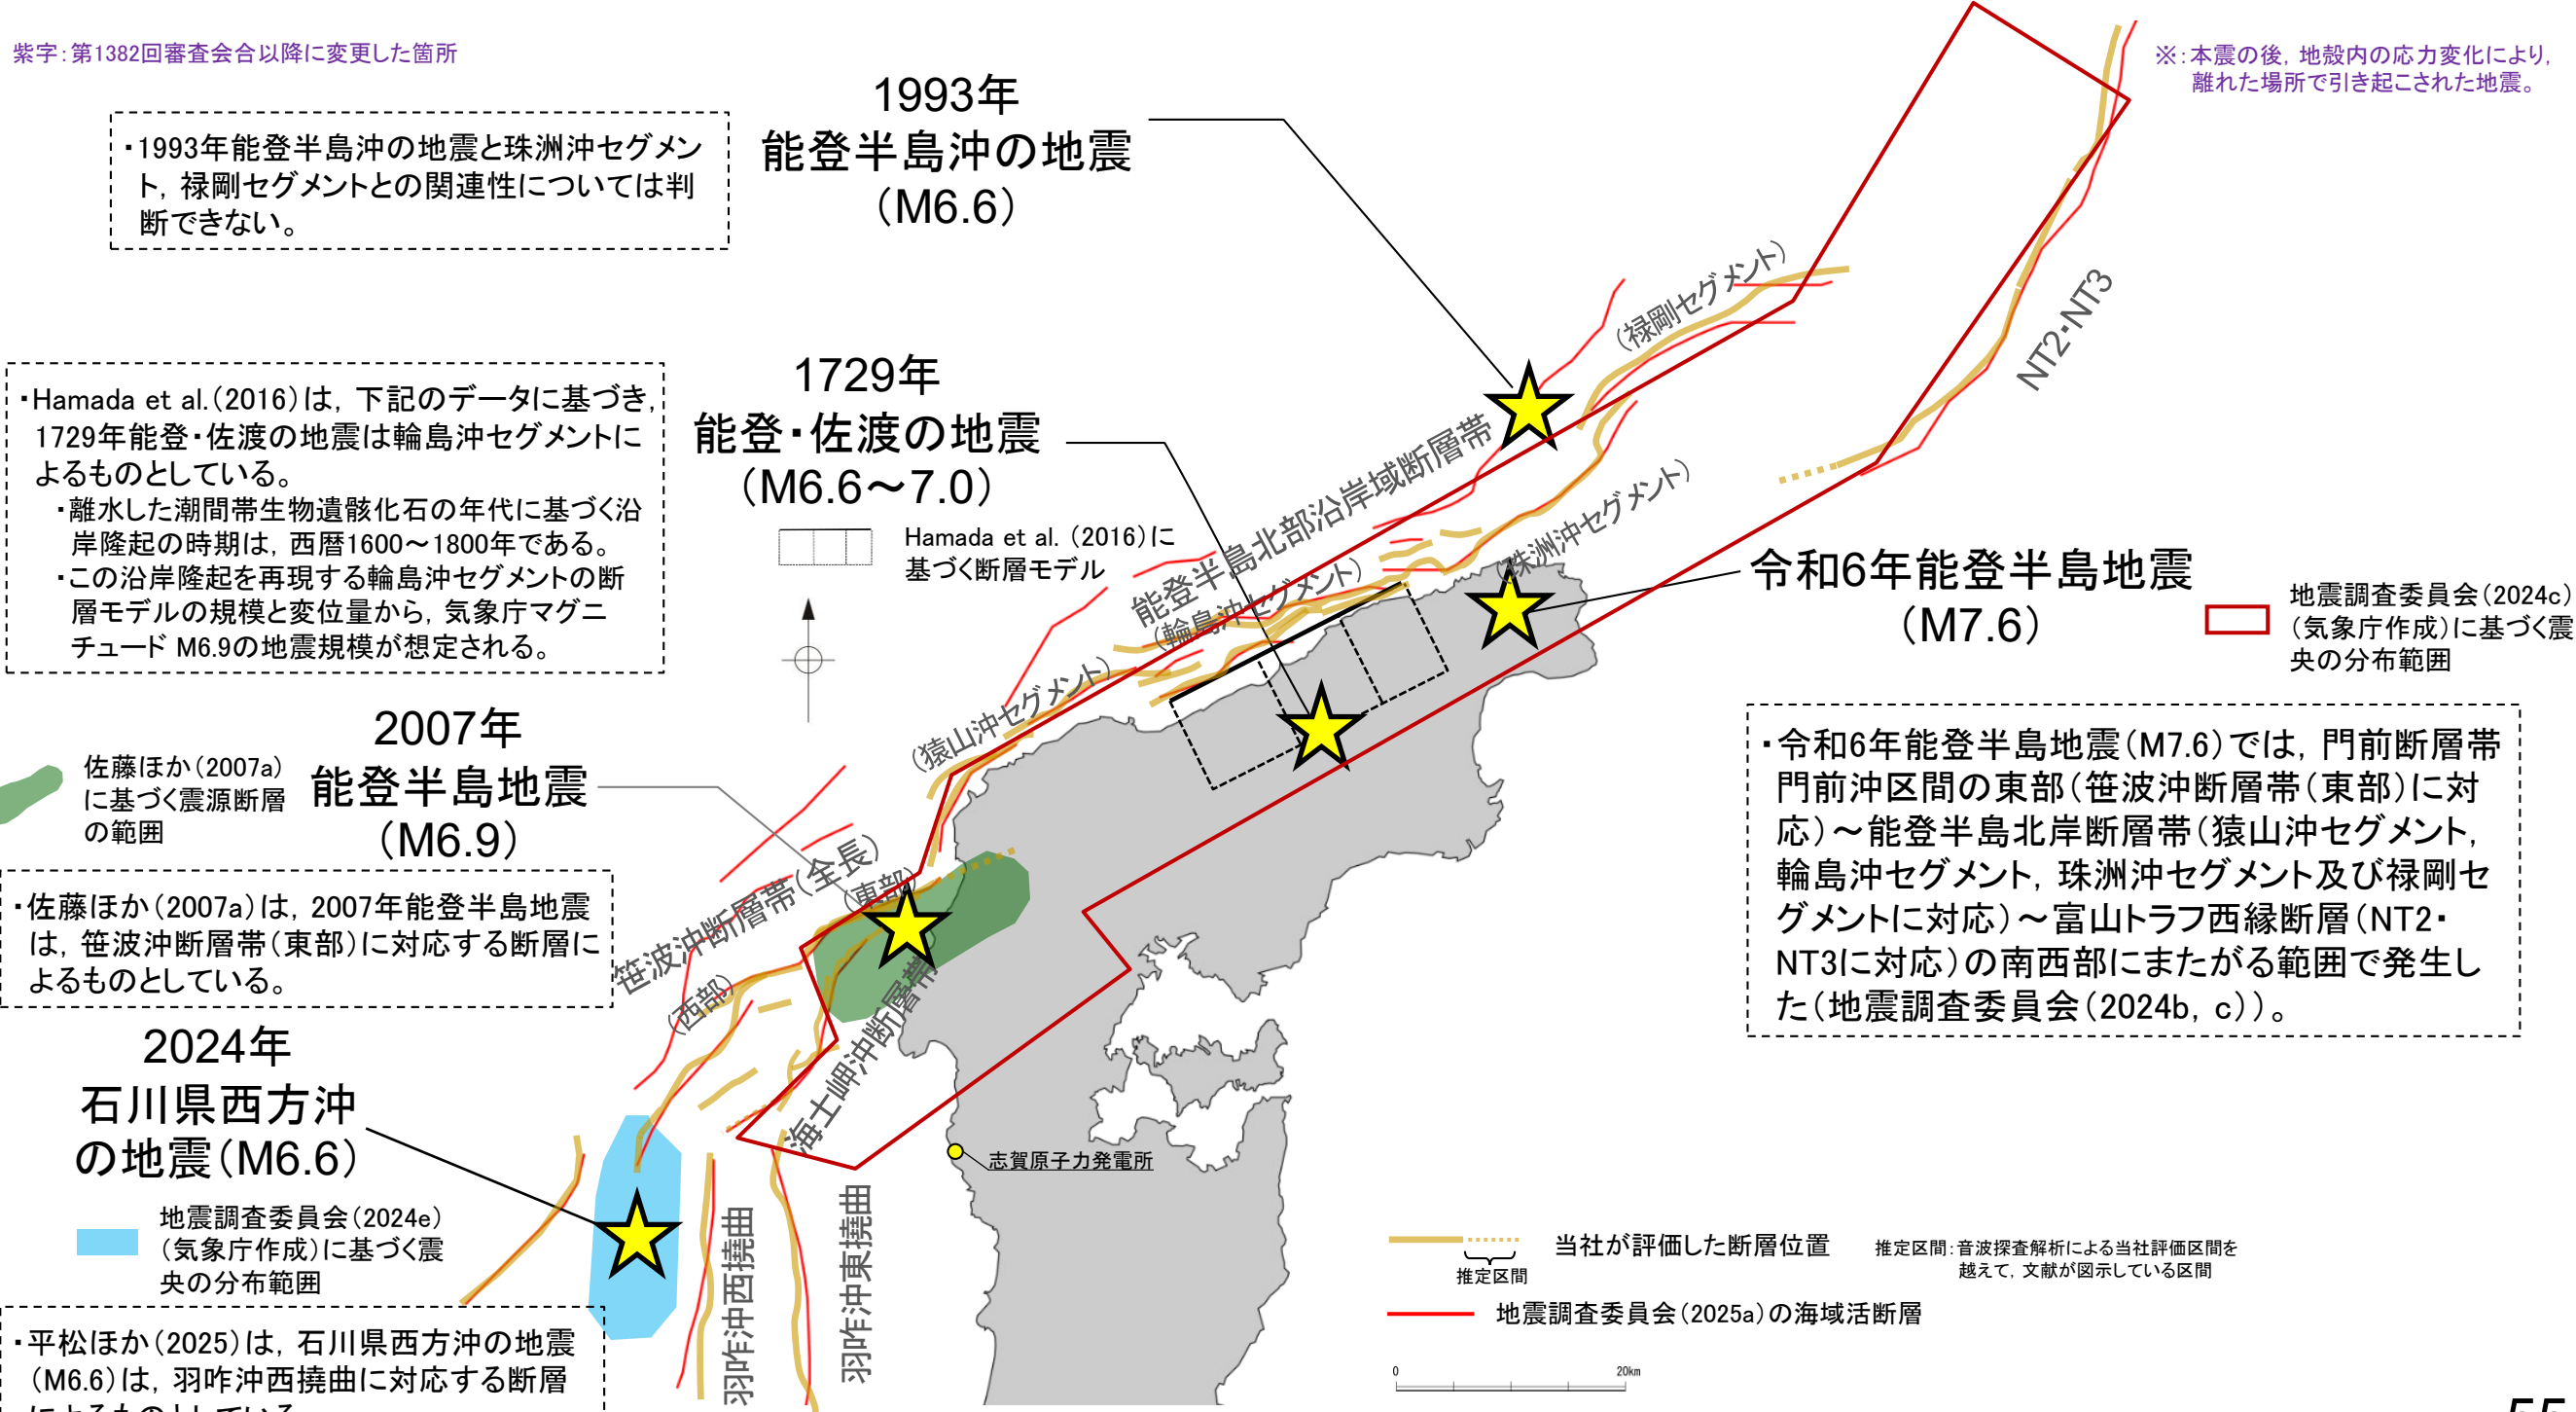 紫字：第1382回審査会合以降に変更した箇所
※：本震の後，地殻内の応力変化により，
離れた場所で引き起こされた地震。
・1993年能登半島沖の地震と珠洲沖セグメン
ト，禄剛セグメントとの関連性については判
断できない。
1993年
能登半島沖の地震
（M6.6）
・Hamada et al.（2016）は，下記のデータに基づき，
1729年能登・佐渡の地震は輪島沖セグメントに
よるものとしている。
・離水した潮間帯生物遺骸化石の年代に基づく沿
岸隆起の時期は，西暦1600～1800年である。
・この沿岸隆起を再現する輪島沖セグメントの断
層モデルの規模と変位量から，気象庁マグニ
チュード M6.9の地震規模が想定される。
1729年
能登・佐渡の地震
（M6.6～7.0）
Hamada et al.（2016）に
基づく断層モデル
（禄剛セグメント）
NT2・NT3
能登半島北部沿岸域断層帯
（珠洲沖セグメント）
（輪島沖セグメント）
（猿山沖セグメント）
令和6年能登半島地震
（M7.6）
地震調査委員会（2024c）
（気象庁作成）に基づく震
央の分布範囲
・令和6年能登半島地震（M7.6）では，門前断層帯
門前沖区間の東部（笹波沖断層帯（東部）に対
応）～能登半島北岸断層帯（猿山沖セグメント，
輪島沖セグメント，珠洲沖セグメント及び禄剛セ
グメントに対応）～富山トラフ西縁断層（NT2・
NT3に対応）の南西部にまたがる範囲で発生し
た（地震調査委員会（2024b，c））。
佐藤ほか（2007a）
に基づく震源断層
の範囲
2007年
能登半島地震
（M6.9）
・佐藤ほか（2007a）は，2007年能登半島地震
は，笹波沖断層帯（東部）に対応する断層に
よるものとしている。
笹波沖断層帯（全長）
（東部）
（西部）
海士岬沖断層帯
2024年
石川県西方沖
の地震（M6.6）
地震調査委員会（2024e）
（気象庁作成）に基づく震
央の分布範囲
・平松ほか（2025）は，石川県西方沖の地震
（M6.6）は，羽咋沖西撓曲に対応する断層
によるものとしている。
羽咋沖西撓曲
羽咋沖東撓曲
志賀原子力発電所
当社が評価した断層位置
推定区間
推定区間：音波探査解析による当社評価区間を
越えて，文献が図示している区間
地震調査委員会（2025a）の海域活断層
0 20km
55